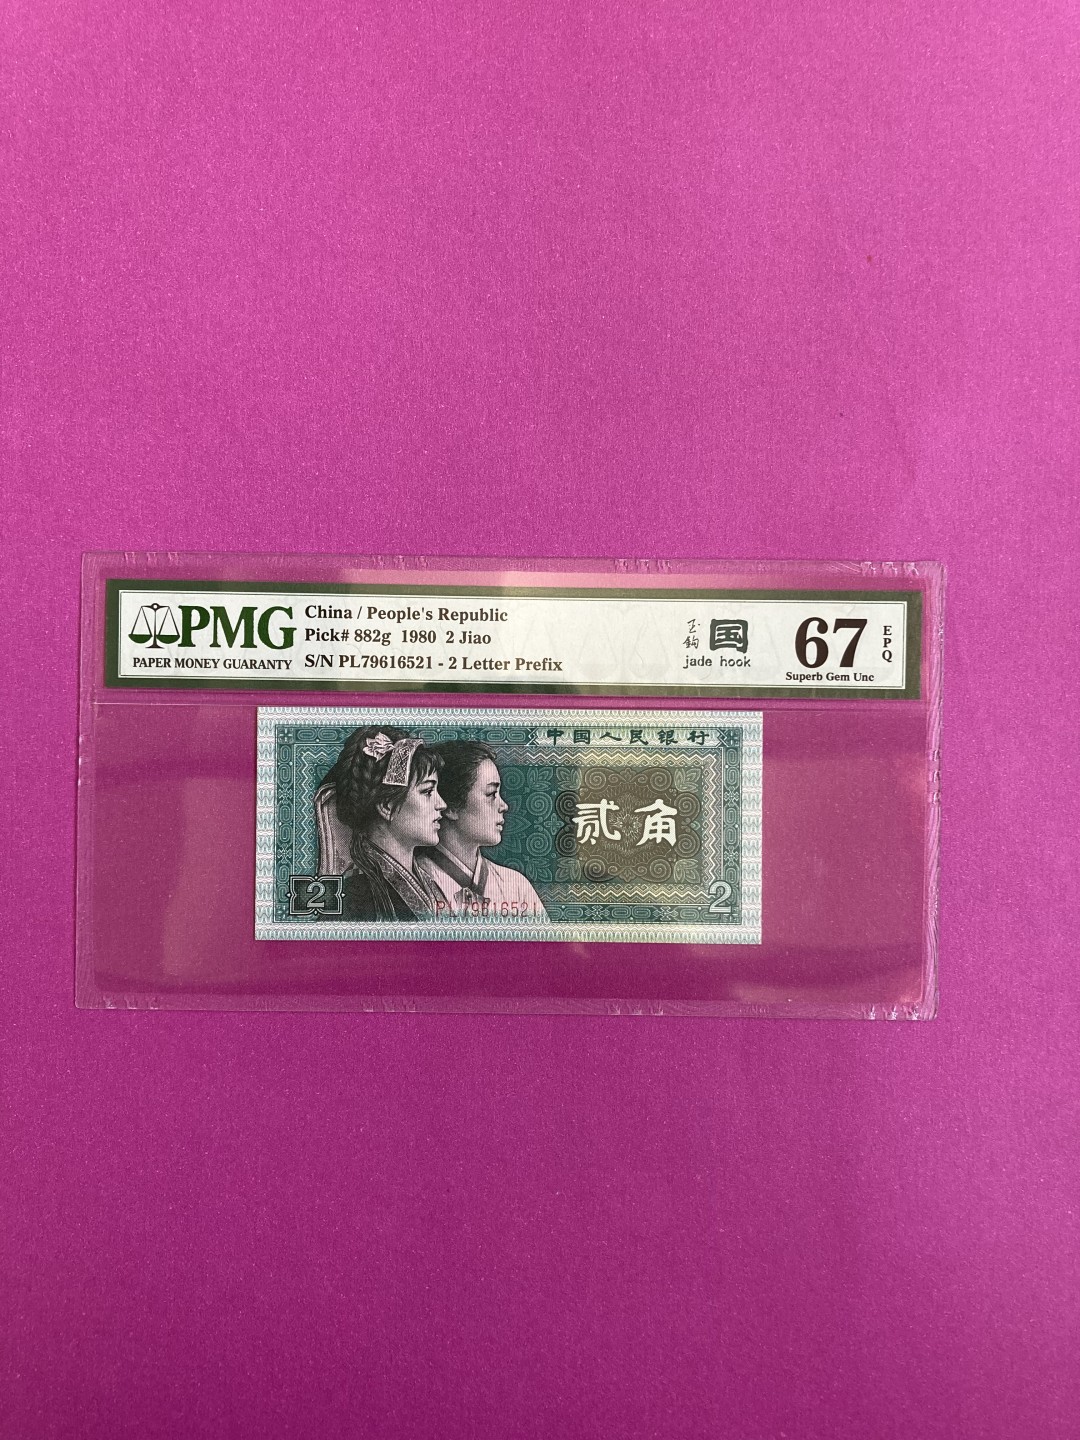 PMG
PAPER MONEY GUARANTY
China / People's Republic
Pick# 882g 1980 2 Jiao
S/N PL79616521 - 2 Letter Prefix
玉钩
国
jade hook
67
EPQ
Superb Gem Unc
中国人民银行
贰角
2
PL79616521
2